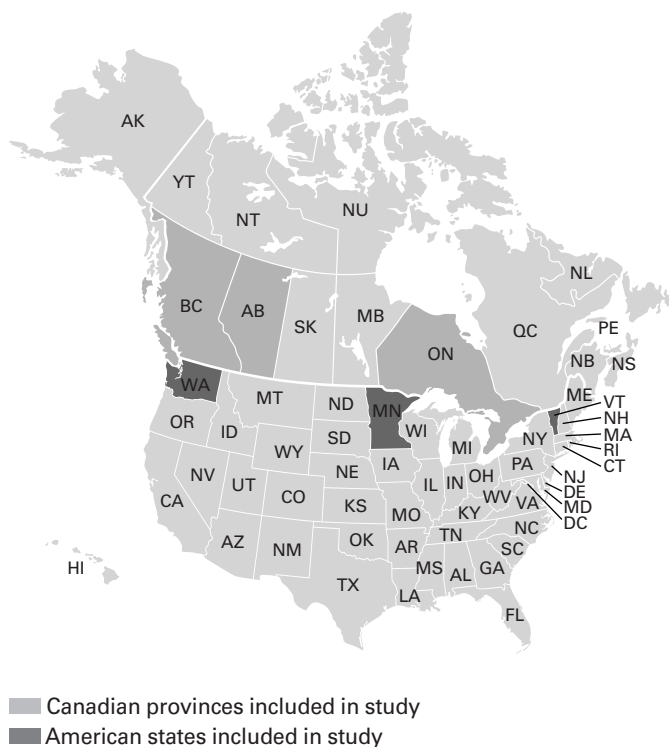 AK
YT
NT
NU
BC
AB
SK
MB
ON
QC
NL
PE
NB
NS
WA
MT
ND
MN
ME
VT
NH
MA
RI
CT
OR
ID
WY
SD
WI
MI
NY
PA
NJ
DE
MD
DC
NV
UT
CO
NE
IA
IL
IN
OH
WV
VA
CA
KS
MO
KY
NC
AZ
NM
OK
AR
TN
SC
HI
TX
LA
MS
AL
GA
FL
Canadian provinces included in study
American states included in study